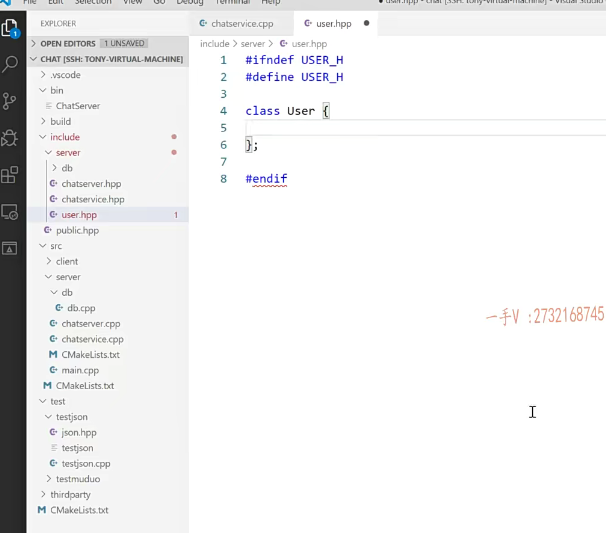 File Edit Selection View Go Debug Terminal Help
● user.hpp - chat [SSH: tony-virtual-machine] - Visual Studio
EXPLORER
OPEN EDITORS 1 UNSAVED
CHAT [SSH: TONY-VIRTUAL-MACHINE]
.vscode
bin
ChatServer
build
include
server
db
chatserver.hpp
chatservice.hpp
user.hpp 1
public.hpp
src
client
server
db
db.cpp
chatserver.cpp
chatservice.cpp
CMakeLists.txt
main.cpp
CMakeLists.txt
test
testjson
json.hpp
testjson
testjson.cpp
testmuduo
thirdparty
CMakeLists.txt
1
chatservice.cpp
user.hpp ●
include > server > user.hpp
1 #ifndef USER_H
2 #define USER_H
3
4 class User {
5
6 };
7
8 #endif
一手V :2732168745